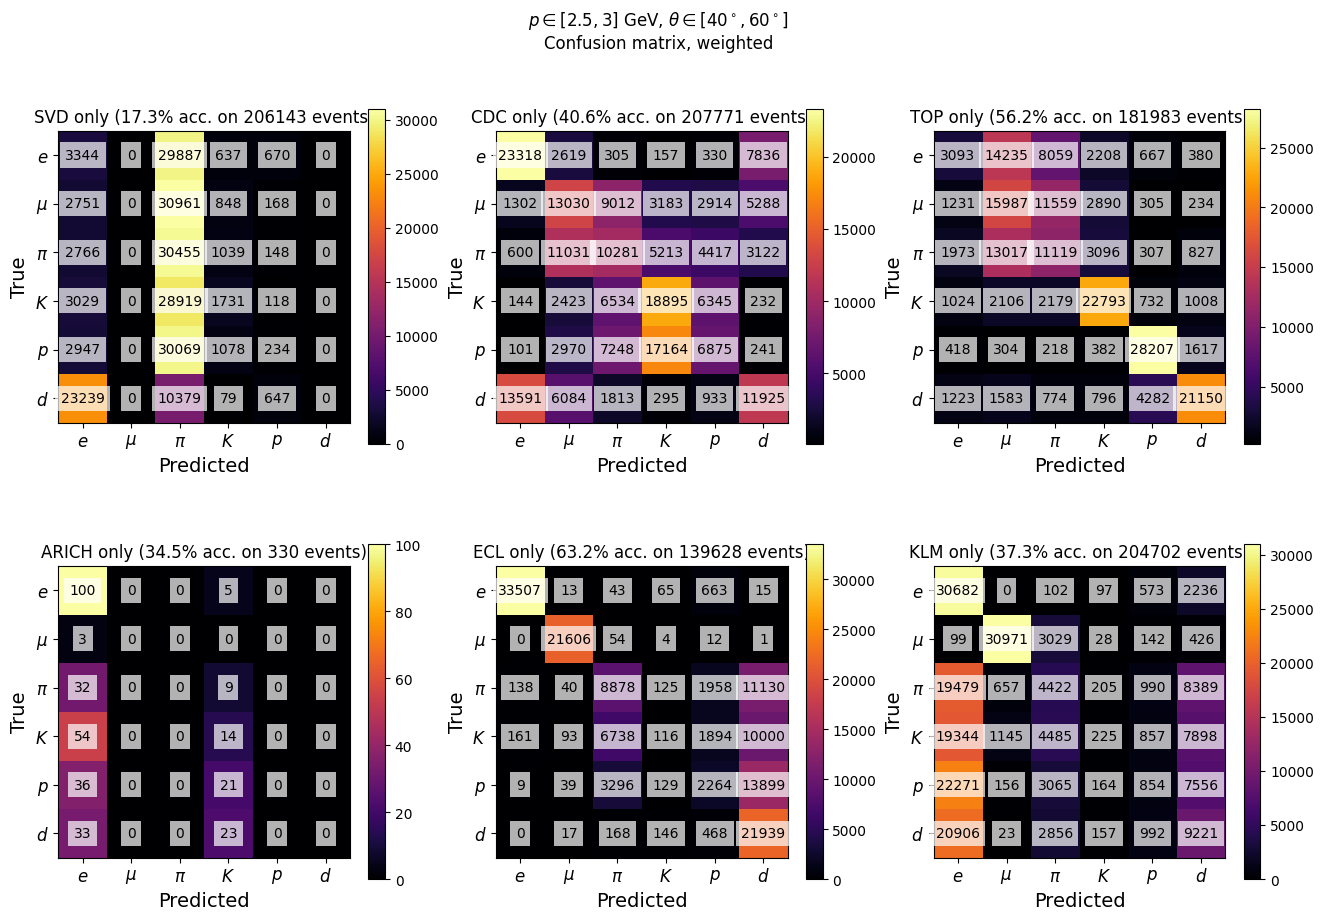 p ∈ [2.5, 3] GeV, θ ∈ [40°, 60°]
Confusion matrix, weighted
SVD only (17.3% acc. on 206143 events
True
e 3344 0 29887 637 670 0
μ 2751 0 30961 848 168 0
π 2766 0 30455 1039 148 0
K 3029 0 28919 1731 118 0
p 2947 0 30069 1078 234 0
d 23239 0 10379 79 647 0
e μ π K p d
Predicted
30000
25000
20000
15000
10000
5000
0
CDC only (40.6% acc. on 207771 events
True
e 23318 2619 305 157 330 7836
μ 1302 13030 9012 3183 2914 5288
π 600 11031 10281 5213 4417 3122
K 144 2423 6534 18895 6345 232
p 101 2970 7248 17164 6875 241
d 13591 6084 1813 295 933 11925
e μ π K p d
Predicted
20000
15000
10000
5000
TOP only (56.2% acc. on 181983 events
True
e 3093 14235 8059 2208 667 380
μ 1231 15987 11559 2890 305 234
π 1973 13017 11119 3096 307 827
K 1024 2106 2179 22793 732 1008
p 418 304 218 382 28207 1617
d 1223 1583 774 796 4282 21150
e μ π K p d
Predicted
25000
20000
15000
10000
5000
ARICH only (34.5% acc. on 330 events)
True
e 100 0 0 5 0 0
μ 3 0 0 0 0 0
π 32 0 0 9 0 0
K 54 0 0 14 0 0
p 36 0 0 21 0 0
d 33 0 0 23 0 0
e μ π K p d
Predicted
100
80
60
40
20
0
ECL only (63.2% acc. on 139628 events)
True
e 33507 13 43 65 663 15
μ 0 21606 54 4 12 1
π 138 40 8878 125 1958 11130
K 161 93 6738 116 1894 10000
p 9 39 3296 129 2264 13899
d 0 17 168 146 468 21939
e μ π K p d
Predicted
30000
25000
20000
15000
10000
5000
0
KLM only (37.3% acc. on 204702 events
True
e 30682 0 102 97 573 2236
μ 99 30971 3029 28 142 426
π 19479 657 4422 205 990 8389
K 19344 1145 4485 225 857 7898
p 22271 156 3065 164 854 7556
d 20906 23 2856 157 992 9221
e μ π K p d
Predicted
30000
25000
20000
15000
10000
5000
0